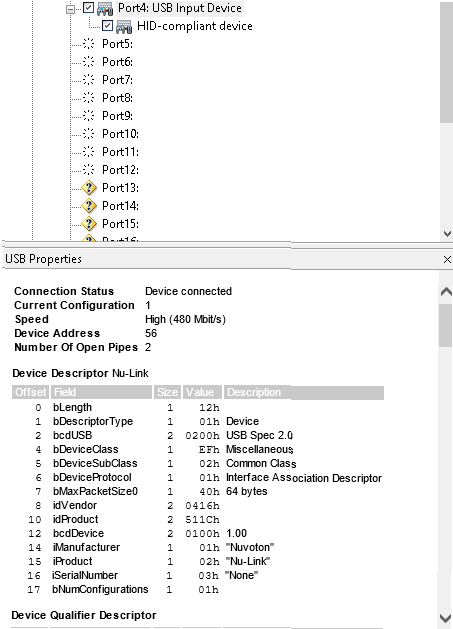 Port4: USB Input Device
HID-compliant device
Port5:
Port6:
Port7:
Port8:
Port9:
Port10:
Port11:
Port12:
Port13:
Port14:
Port15:
Port16:
USB Properties
Connection Status Device connected
Current Configuration 1
Speed High (480 Mbit/s)
Device Address 56
Number Of Open Pipes 2
Device Descriptor Nu-Link
Offset Field Size Value Description
0 bLength 1 12h
1 bDescriptorType 1 01h Device
2 bcdUSB 2 0200h USB Spec 2.0
4 bDeviceClass 1 EFh Miscellaneous
5 bDeviceSubClass 1 02h Common Class
6 bDeviceProtocol 1 01h Interface Association Descriptor
7 bMaxPacketSize0 1 40h 64 bytes
8 idVendor 2 0416h
10 idProduct 2 511Ch
12 bcdDevice 2 0100h 1.00
14 iManufacturer 1 01h "Nuvoton"
15 iProduct 1 02h "Nu-Link"
16 iSerialNumber 1 03h "None"
17 bNumConfigurations 1 01h
Device Qualifier Descriptor